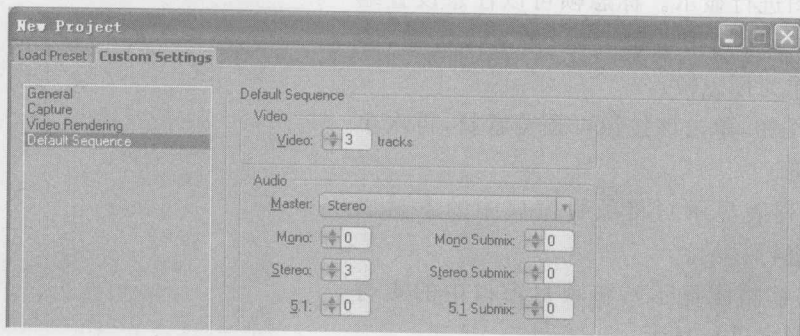 New Project
Load Preset Custom Settings
General
Capture
Video Rendering
Default Sequence
Default Sequence
Video
Video: 3 tracks
Audio
Master: Stereo
Mono: 0 Mono Submix: 0
Stereo: 3 Stereo Submix: 0
5.1: 0 5.1 Submix: 0